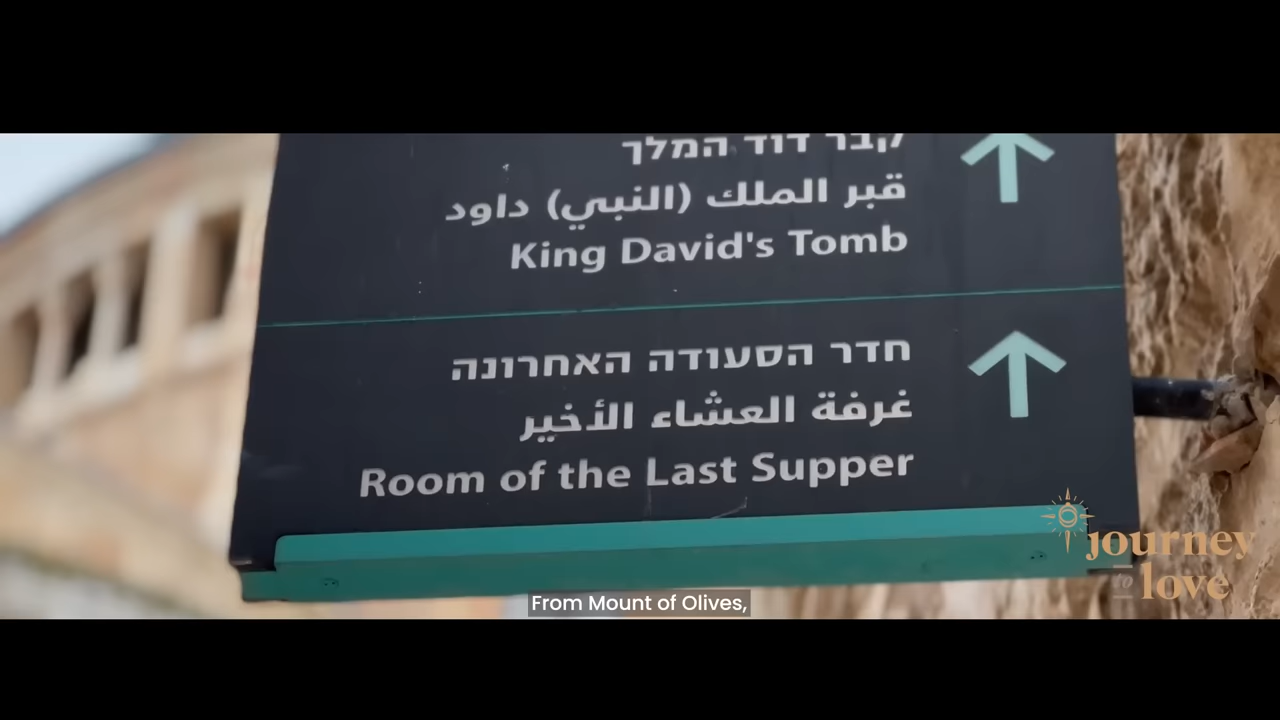 קבר דוד המלך
قبر الملك (النبي) داود
King David's Tomb
חדר הסעודה האחרונה
غرفة العشاء الأخير
Room of the Last Supper
journey
to
love
From Mount of Olives,